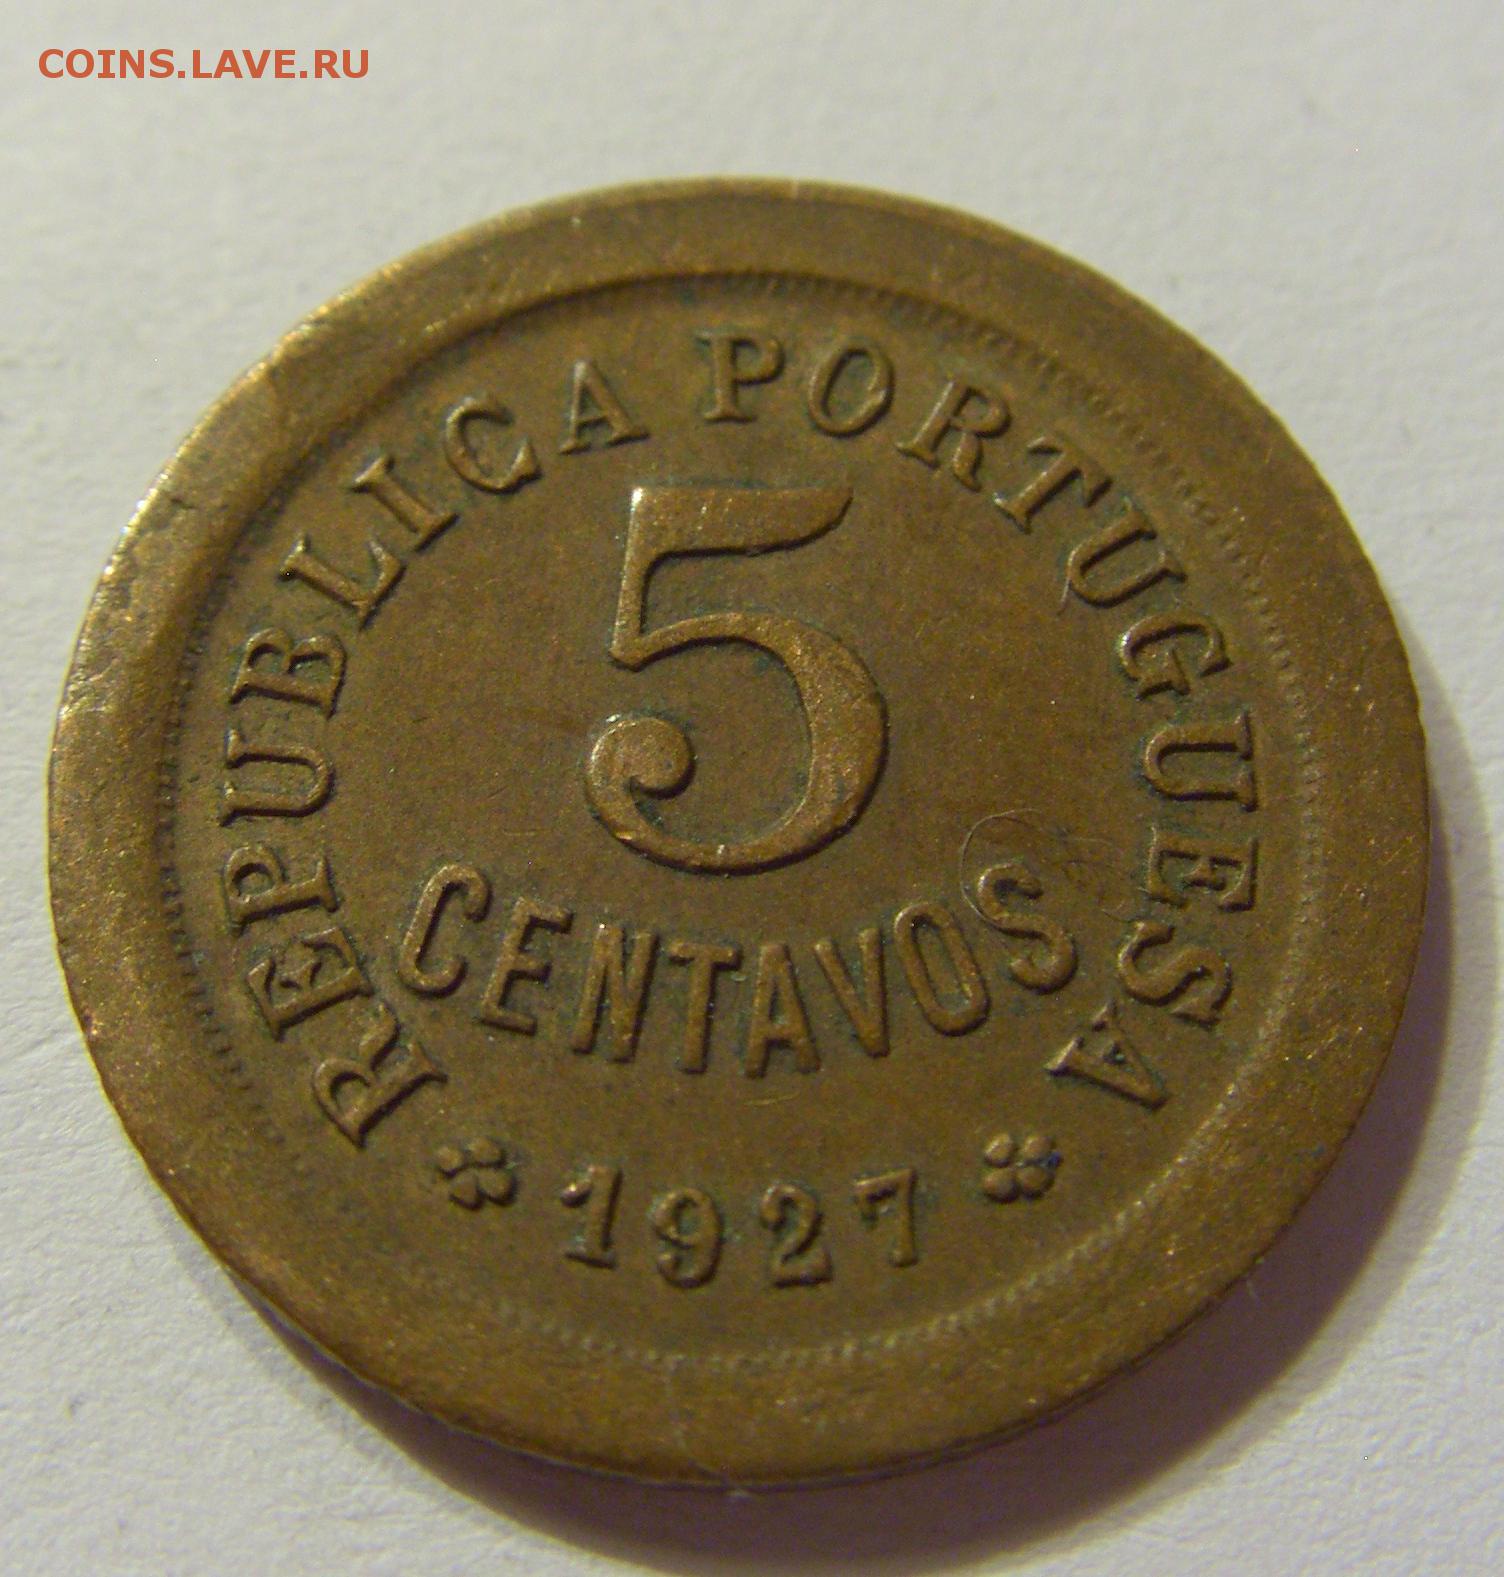 COINS.LAVE.RU
REPUBLICA PORTUGUESA
5
CENTAVOS
1927